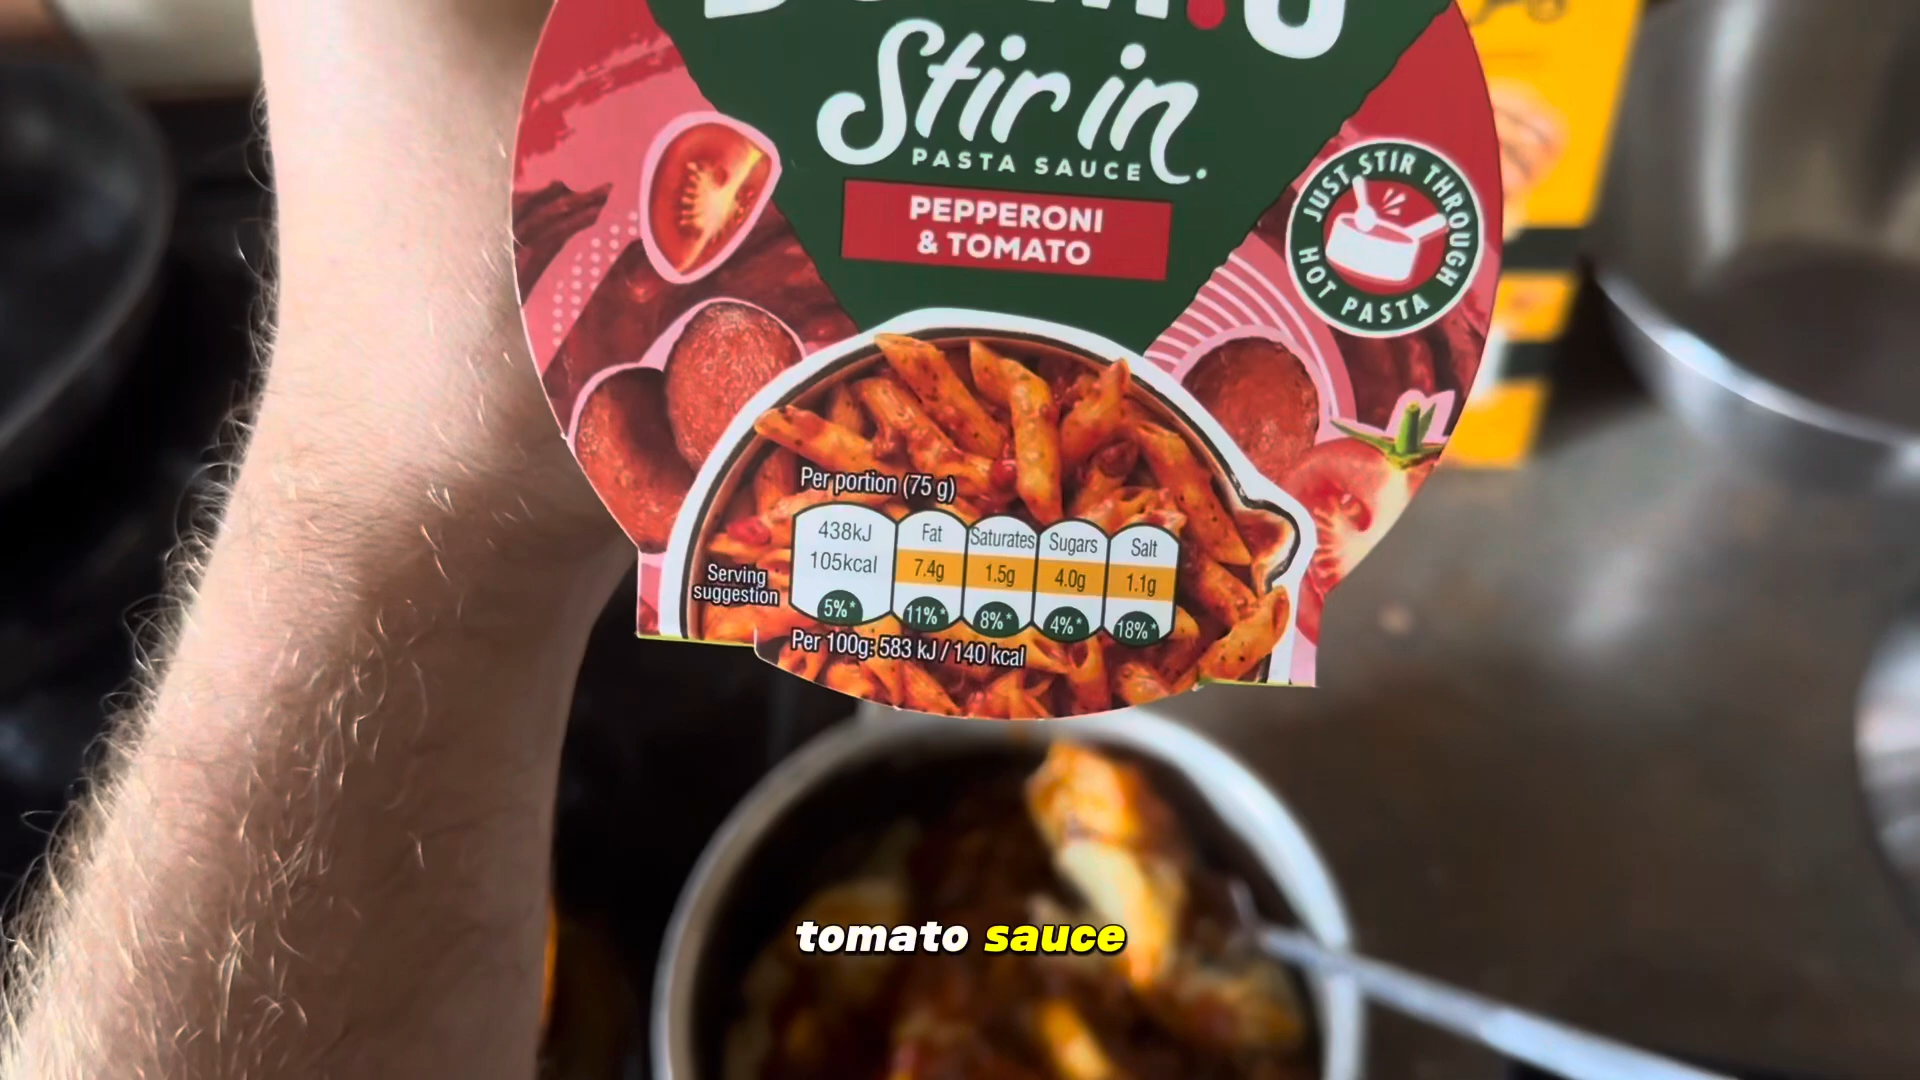 Stir in
PASTA SAUCE
PEPPERONI
& TOMATO
JUST STIR THROUGH
HOT PASTA
Per portion (75 g)
438kJ
105kcal
5%*
Fat
7.4g
11%*
Saturates
1.5g
8%*
Sugars
4.0g
4%*
Salt
1.1g
18%*
Serving
suggestion
Per 100g: 583 kJ / 140 kcal
tomato sauce